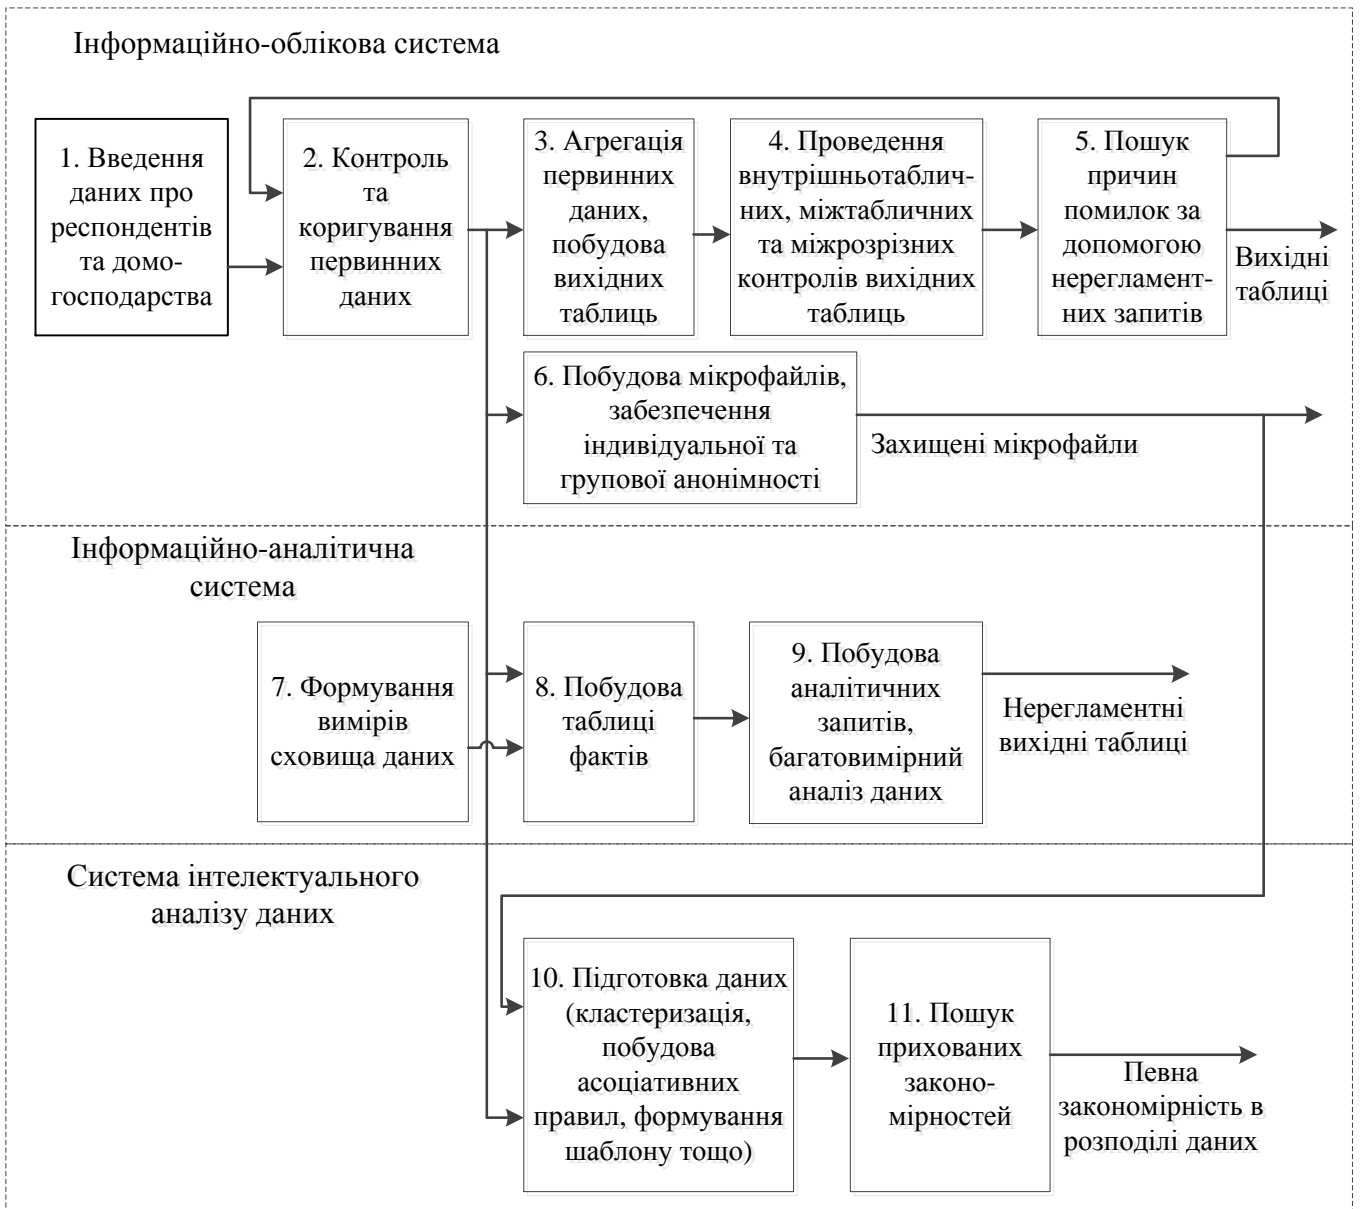 Інформаційно-облікова система
1. Введення
даних про
респондентів
та домо-
господарства
2. Контроль
та
коригування
первинних
даних
3. Агрегація
первинних
даних,
побудова
вихідних
таблиць
4. Проведення
внутрішньотаблич-
них, міжтабличних
та міжрозрізних
контролів вихідних
таблиць
5. Пошук
причин
помилок за
допомогою
нерегламент-
них запитів
Вихідні
таблиці
6. Побудова мікрофайлів,
забезпечення
індивідуальної та
групової анонімності
Захищені мікрофайли
Інформаційно-аналітична
система
7. Формування
вимірів
сховища даних
8. Побудова
таблиці
фактів
9. Побудова
аналітичних
запитів,
багатовимірний
аналіз даних
Нерегламентні
вихідні таблиці
Система інтелектуального
аналізу даних
10. Підготовка даних
(кластеризація,
побудова
асоціативних
правил, формування
шаблону тощо)
11. Пошук
прихованих
законо-
мірностей
Певна
закономірність в
розподілі даних